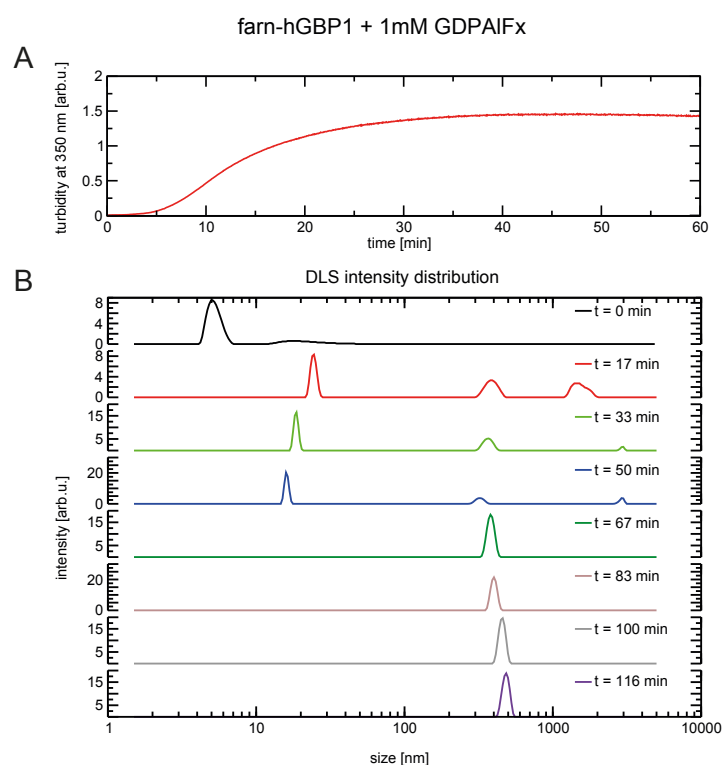 farn-hGBP1 + 1mM GDPAlFx
A
turbidity at 350 nm [arb.u.]
2
1.5
1
0.5
0
0 10 20 30 40 50 60
time [min]
B
DLS intensity distribution
intensity [arb.u.]
8
4
0
t = 0 min
8
4
0
t = 17 min
15
5
t = 33 min
20
0
t = 50 min
15
5
t = 67 min
20
0
t = 83 min
15
5
t = 100 min
15
5
t = 116 min
1 10 100 1000 10000
size [nm]